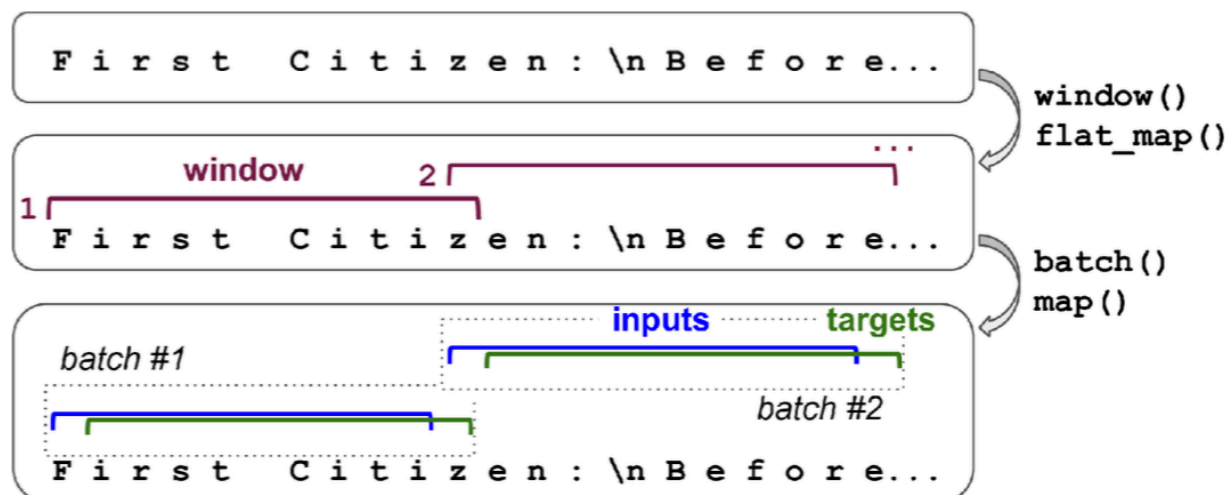 First Citizen:\nBefore...
window()
flat_map()
...
window
2
1
First Citizen:\nBefore...
batch()
map()
inputs targets
batch #1
batch #2
First Citizen:\nBefore...